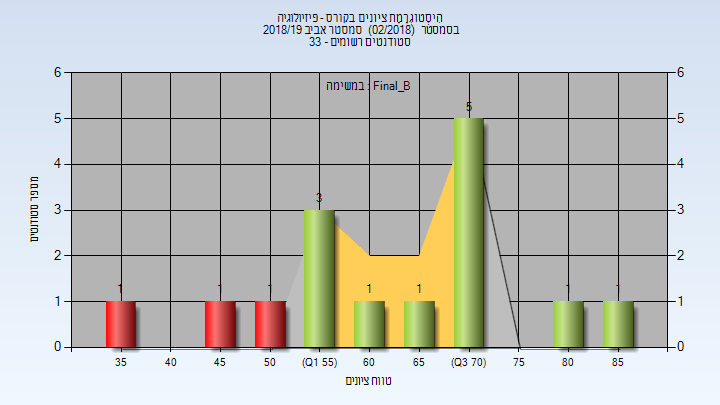 היסטוגרמת ציונים בקורס - פיזיולוגיה
בסמסטר (02/2018) סמסטר אביב 2018/19
סטודנטים רשומים - 33
במשימה : Final_B
מספר סטודנטים
6 6
5 5
4 4
3 3
2 2
1 1
0 0
1 1 1 3 1 1 5 1 1
35 40 45 50 (Q1 55) 60 65 (Q3 70) 75 80 85
טווח ציונים